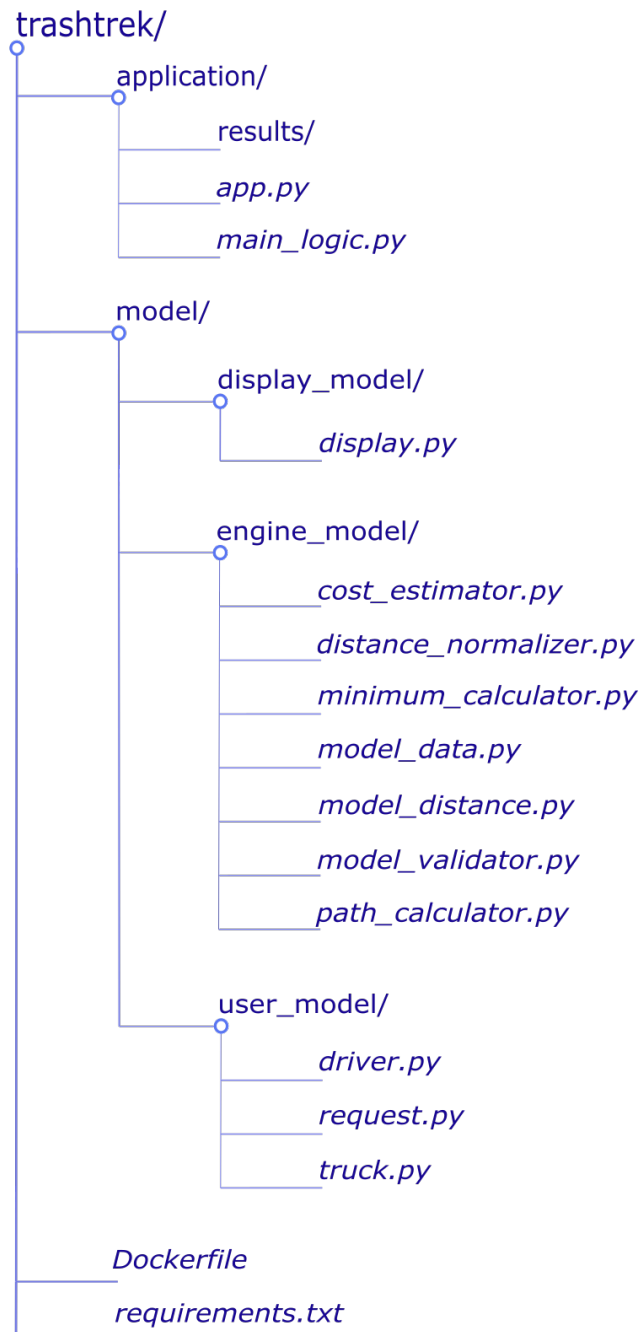 trashtrek/
application/
results/
app.py
main_logic.py
model/
display_model/
display.py
engine_model/
cost_estimator.py
distance_normalizer.py
minimum_calculator.py
model_data.py
model_distance.py
model_validator.py
path_calculator.py
user_model/
driver.py
request.py
truck.py
Dockerfile
requirements.txt